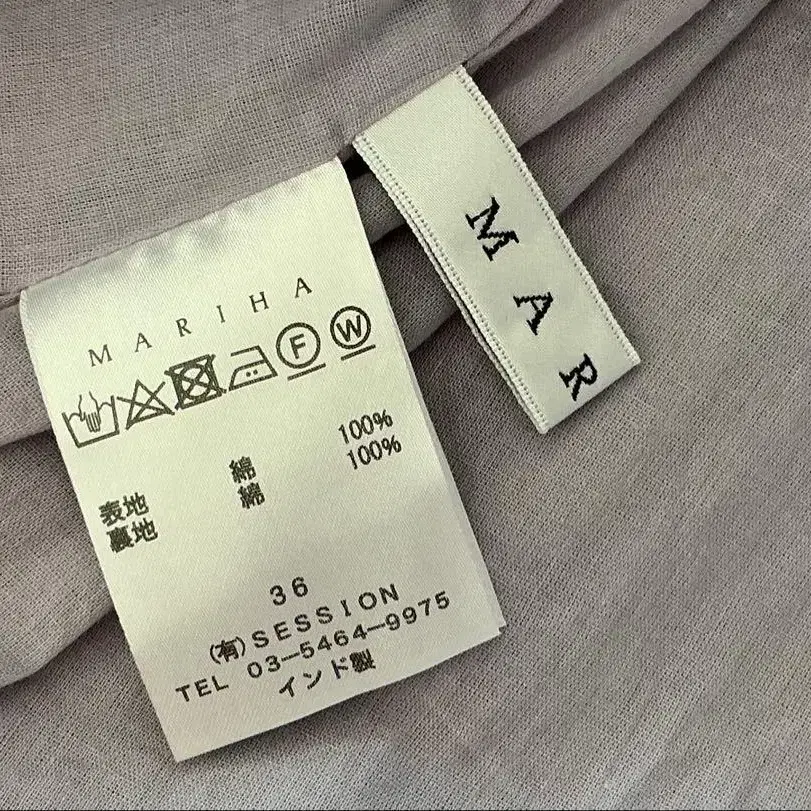 MARIHA
F W
表地 綿 100%
裏地 綿 100%
36
(有)SESSION
TEL 03-5464-9975
インド製
MAR